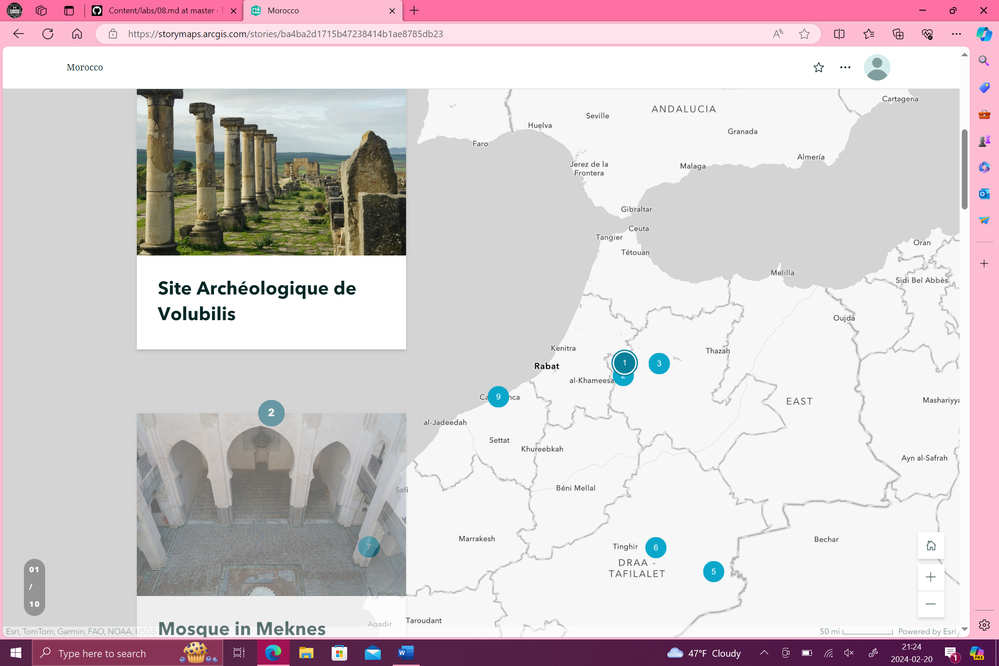 Content/labs/08.md at master · T
Morocco
https://storymaps.arcgis.com/stories/ba4ba2d1715b47238414b1ae8785db23
Morocco
Site Archéologique de
Volubilis
2
Mosque in Meknes
01
/
10
ANDALUCIA
Cartagena
Seville
Huelva
Granada
Faro
Almería
Jerez de la
Frontera
Malaga
Gibraltar
Ceuta
Tangier
Tétouan
Oran
Melilla
Sidi Bel Abbès
Oujda
Kenitra
Thazah
Rabat
1
3
2
al-Khameesa
9
EAST
Mashariyya
al-Jadeedah
Settat
Khureebkah
Ayn al-Safrah
Béni Mellal
Safi
Marrakesh
Bechar
7
Tinghir
6
DRAA -
TAFILALET
5
Agadir
Taroudant
Esri, TomTom, Garmin, FAO, NOAA, USGS
50 mi
Powered by Esri
Type here to search
47°F Cloudy
21:24
2024-02-20
1
PRE